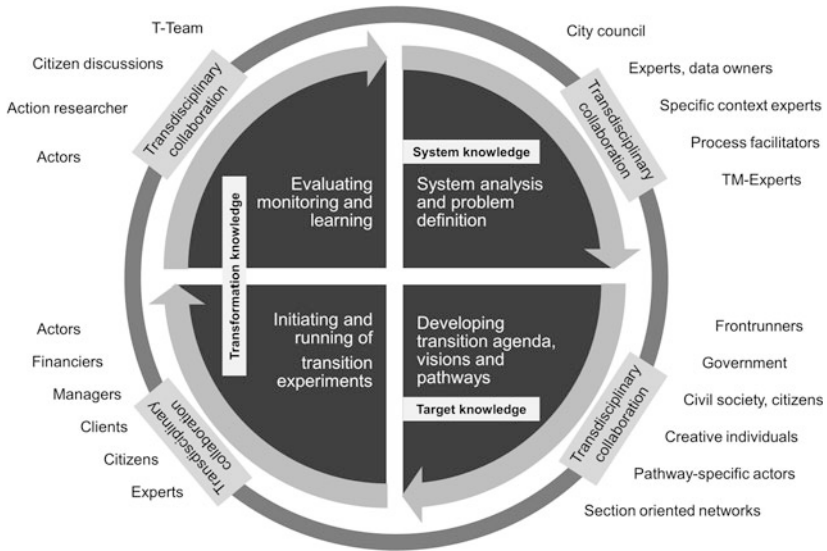 T-Team
Citizen discussions
Action researcher
Actors
Transdisciplinary
collaboration
City council
Experts, data owners
Specific context experts
Process facilitators
TM-Experts
Transdisciplinary
collaboration
Evaluating
monitoring and
learning
System knowledge
System analysis
and problem
definition
Transformation knowledge
Initiating and
running of
transition
experiments
Developing
transition agenda,
visions and
pathways
Target knowledge
Actors
Financiers
Managers
Clients
Citizens
Experts
Transdisciplinary
collaboration
Frontrunners
Government
Civil society, citizens
Creative individuals
Pathway-specific actors
Section oriented networks
Transdisciplinary
collaboration